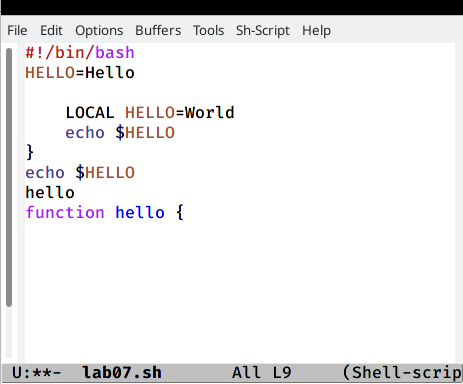 File Edit Options Buffers Tools Sh-Script Help
#!/bin/bash
HELLO=Hello
LOCAL HELLO=World
echo $HELLO
}
echo $HELLO
hello
function hello {
U:**- lab07.sh All L9 (Shell-scrip